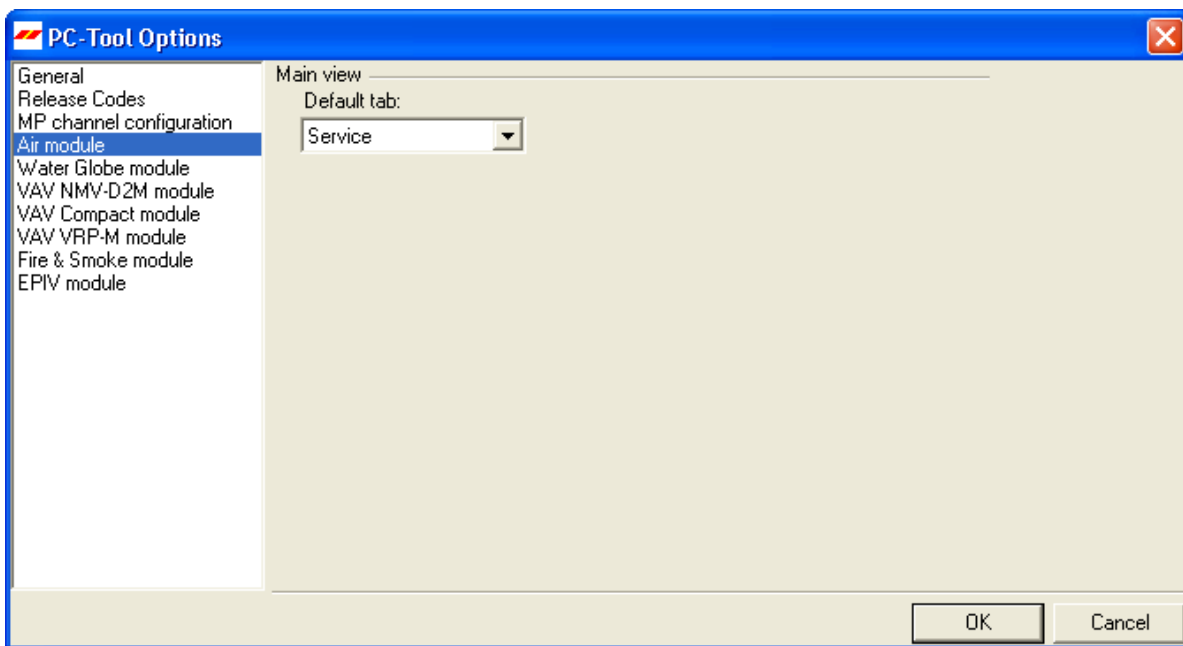 PC-Tool Options
General
Release Codes
MP channel configuration
Air module
Water Globe module
VAV NMV-D2M module
VAV Compact module
VAV VRP-M module
Fire & Smoke module
EPIV module
Main view
Default tab:
Service
OK
Cancel